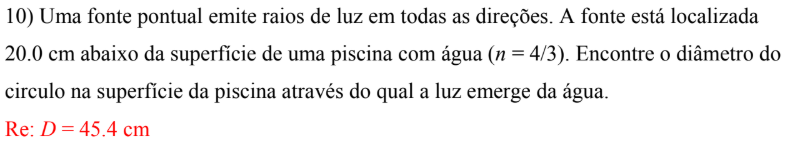 10) Uma fonte pontual emite raios de luz em todas as direções. A fonte está localizada
20.0 cm abaixo da superfície de uma piscina com água (n = 4/3). Encontre o diâmetro do
circulo na superfície da piscina através do qual a luz emerge da água.
Re: D = 45.4 cm